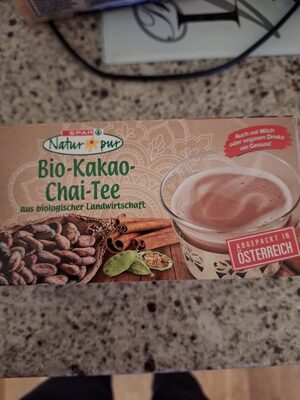 SPAR
Natur pur
Bio-Kakao-
Chai-Tee
aus biologischer Landwirtschaft
Auch mit Milch
oder veganen Drinks
ein Genuss!
ABGEPACKT IN
ÖSTERREICH